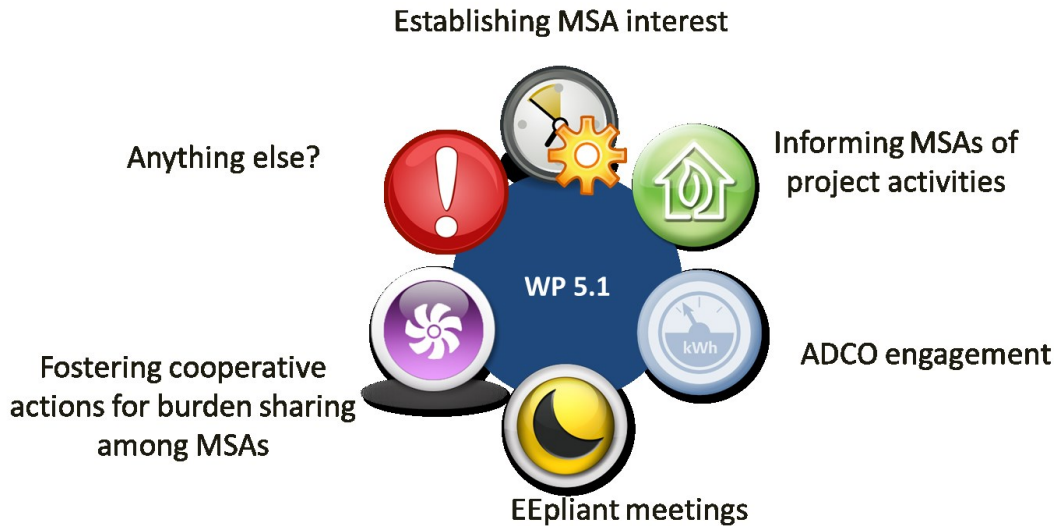 Establishing MSA interest
Anything else?
Informing MSAs of
project activities
WP 5.1
kWh
ADCO engagement
Fostering cooperative
actions for burden sharing
among MSAs
EEpliant meetings